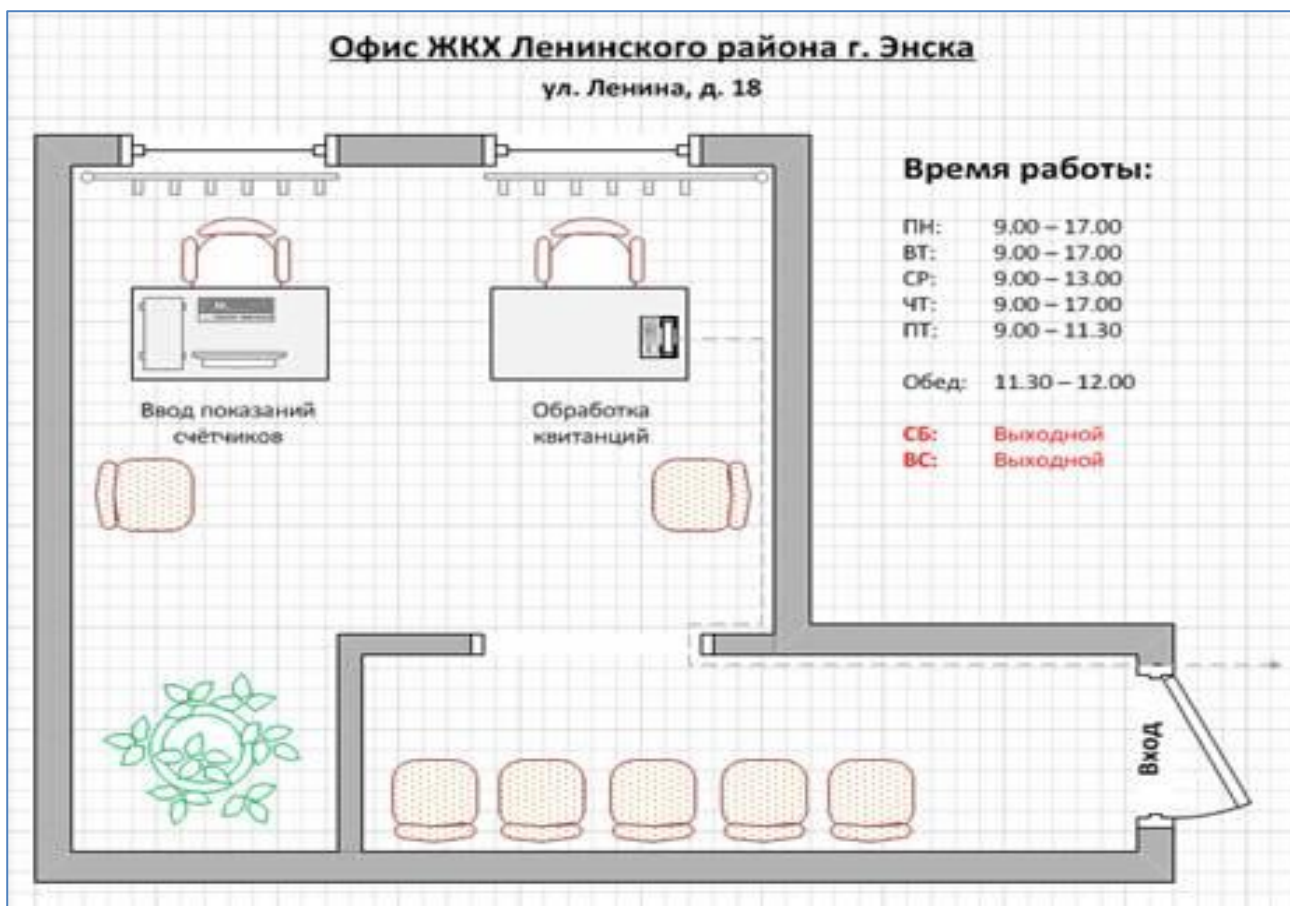 Офис ЖКХ Ленинского района г. Энска
ул. Ленина, д. 18
Время работы:
ПН: 9.00 – 17.00
ВТ: 9.00 – 17.00
СР: 9.00 – 13.00
ЧТ: 9.00 – 17.00
ПТ: 9.00 – 11.30
Обед: 11.30 – 12.00
СБ: Выходной
ВС: Выходной
Ввод показаний
счётчиков
Обработка
квитанций
Вход